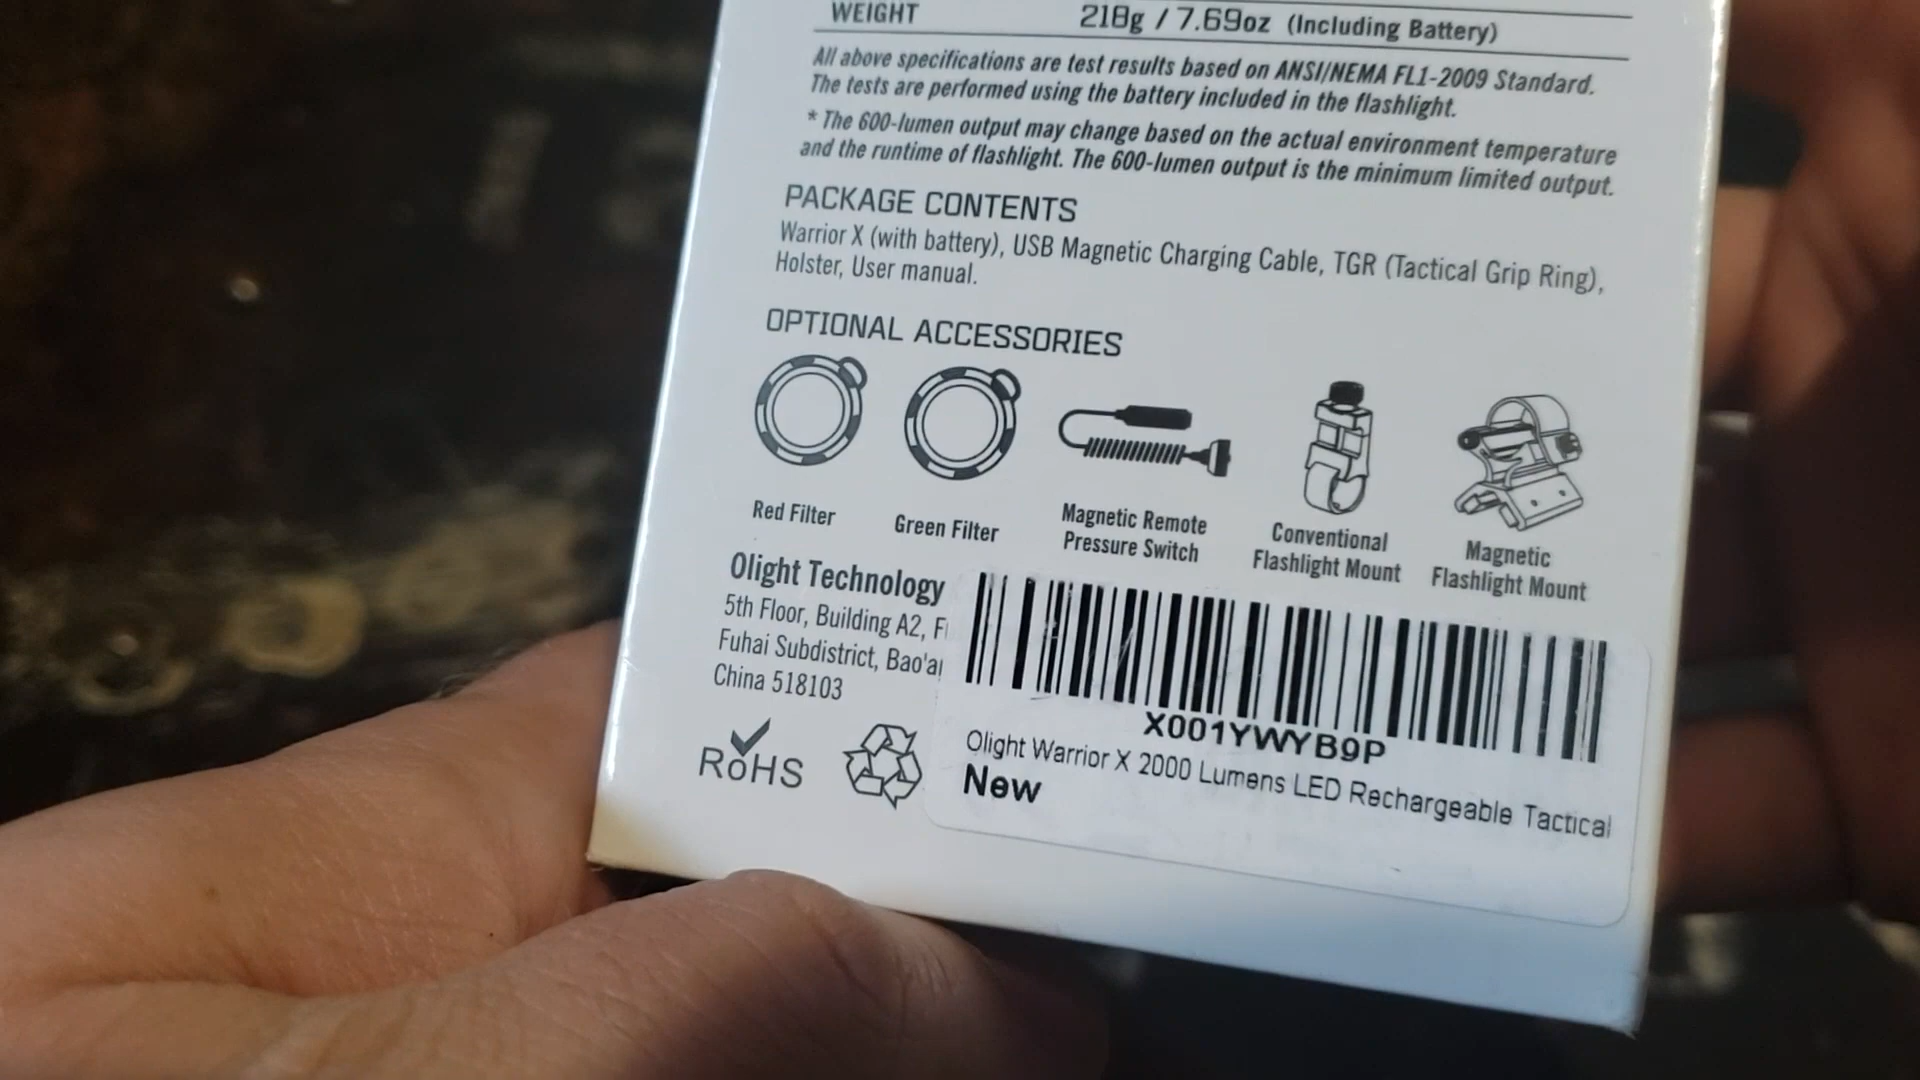 WEIGHT 218g / 7.69oz (Including Battery)
All above specifications are test results based on ANSI/NEMA FL1-2009 Standard.
The tests are performed using the battery included in the flashlight.
* The 600-lumen output may change based on the actual environment temperature
and the runtime of flashlight. The 600-lumen output is the minimum limited output.
PACKAGE CONTENTS
Warrior X (with battery), USB Magnetic Charging Cable, TGR (Tactical Grip Ring),
Holster, User manual.
OPTIONAL ACCESSORIES
Red Filter
Green Filter
Magnetic Remote
Pressure Switch
Conventional
Flashlight Mount
Magnetic
Flashlight Mount
Olight Technology
5th Floor, Building A2,
Fuhai Subdistrict,
China 518103
RoHS
X001YWYB9P
Olight Warrior X 2000 Lumens LED Rechargeable Tactical
New